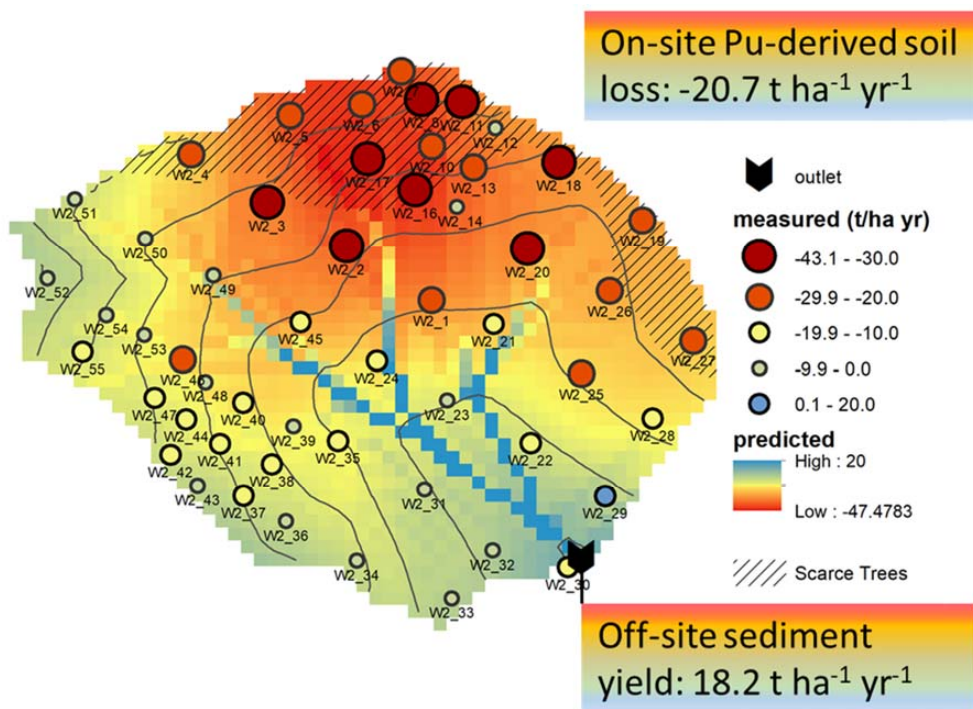 On-site Pu-derived soil
loss: -20.7 t ha⁻¹ yr⁻¹
outlet
measured (t/ha yr)
-43.1 - -30.0
-29.9 - -20.0
-19.9 - -10.0
-9.9 - 0.0
0.1 - 20.0
predicted
High : 20
Low : -47.4783
Scarce Trees
Off-site sediment
yield: 18.2 t ha⁻¹ yr⁻¹
W2_8
W2_6
W2_5
W2_11
W2_12
W2_10
W2_4
W2_17
W2_13
W2_18
W2_51
W2_3
W2_16
W2_14
W2_19
W2_50
W2_2
W2_20
W2_52
W2_49
W2_26
W2_54
W2_45
W2_1
W2_21
W2_53
W2_27
W2_55
W2_24
W2_25
W2_48
W2_47
W2_40
W2_23
W2_44
W2_39
W2_28
W2_42
W2_41
W2_35
W2_22
W2_38
W2_43
W2_37
W2_31
W2_29
W2_36
W2_34
W2_32
W2_30
W2_33